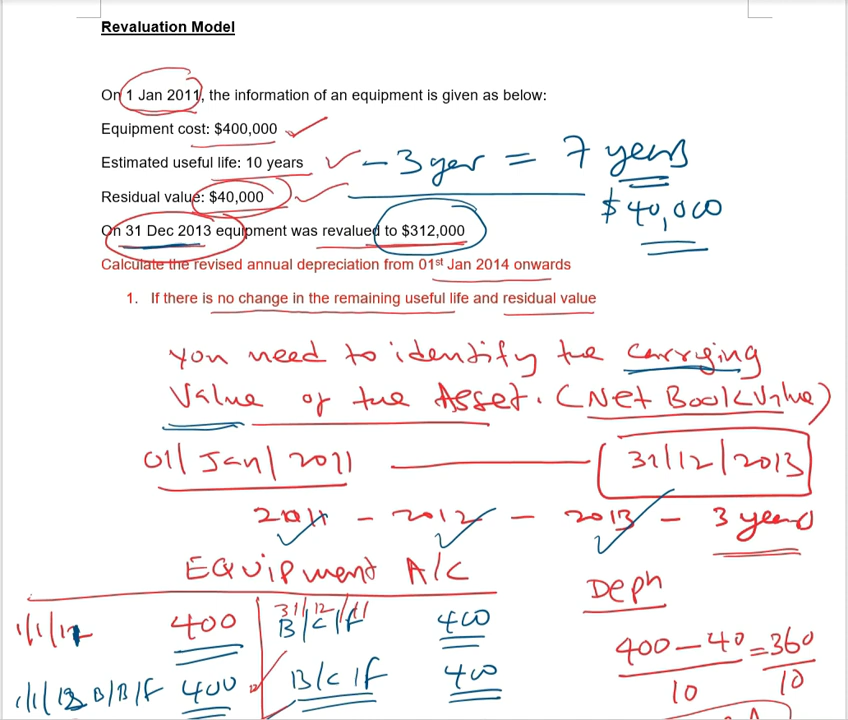 Revaluation Model
On 1 Jan 2011, the information of an equipment is given as below:
Equipment cost: $400,000
Estimated useful life: 10 years - 3 year = 7 years
Residual value: $40,000 $40,000
On 31 Dec 2013 equipment was revalued to $312,000
Calculate the revised annual depreciation from 01st Jan 2014 onwards
1. If there is no change in the remaining useful life and residual value
you need to identify the carrying
Value of the Asset. (Net Book Value)
01/Jan/2011 31/12/2013
2011 - 2012 - 2013 - 3 years
EQuipment A/C
Deph
1/1/12 400 31/12/11 B/C/F 400
400-40 = 360
10 10
1/1/13 B/B/F 400 B/C/F 400